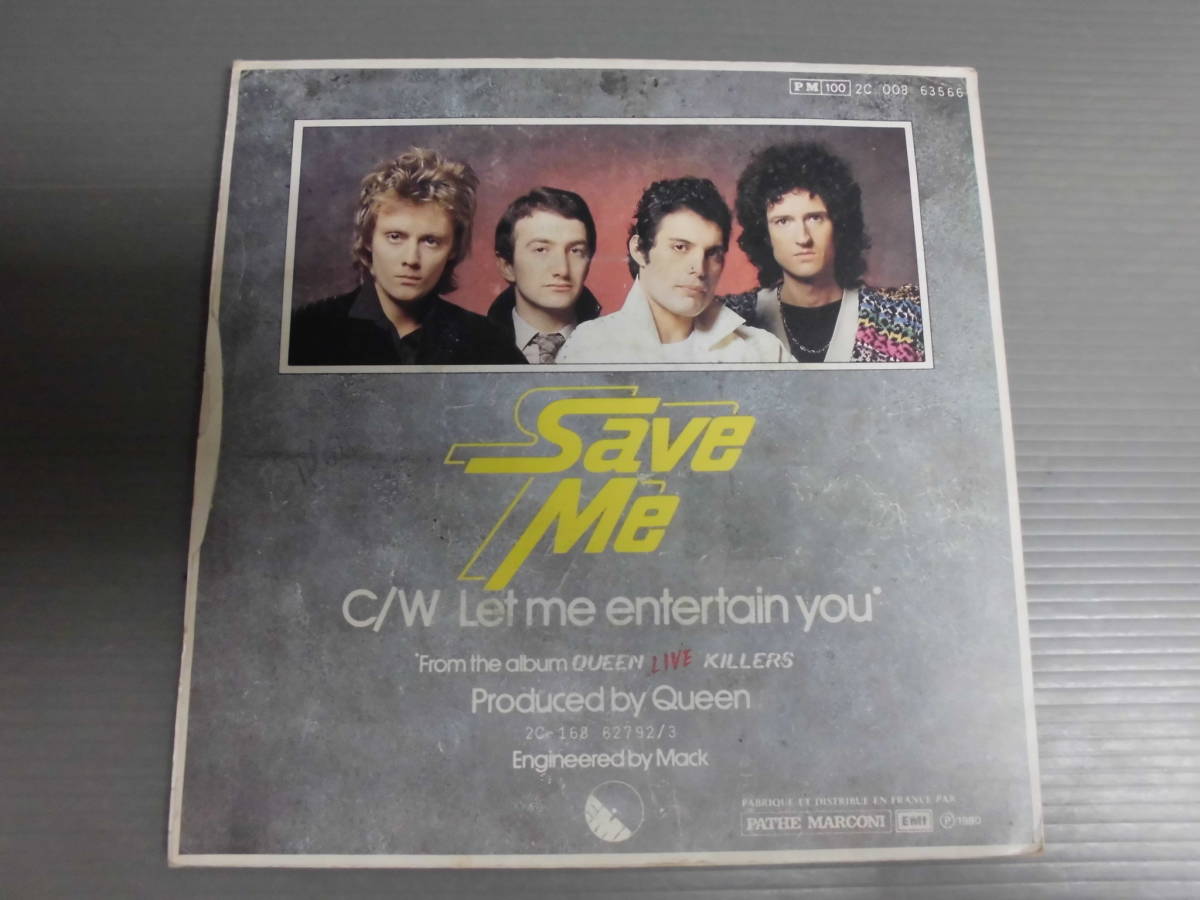 PM 100 2C 008 63566
Save
Me
C/W Let me entertain you*
*From the album QUEEN LIVE KILLERS
Produced by Queen
2C-168 62792/3
Engineered by Mack
EMI
FABRIQUE ET DISTRIBUE EN FRANCE PAR
PATHE MARCONI EMI ℗ 1980